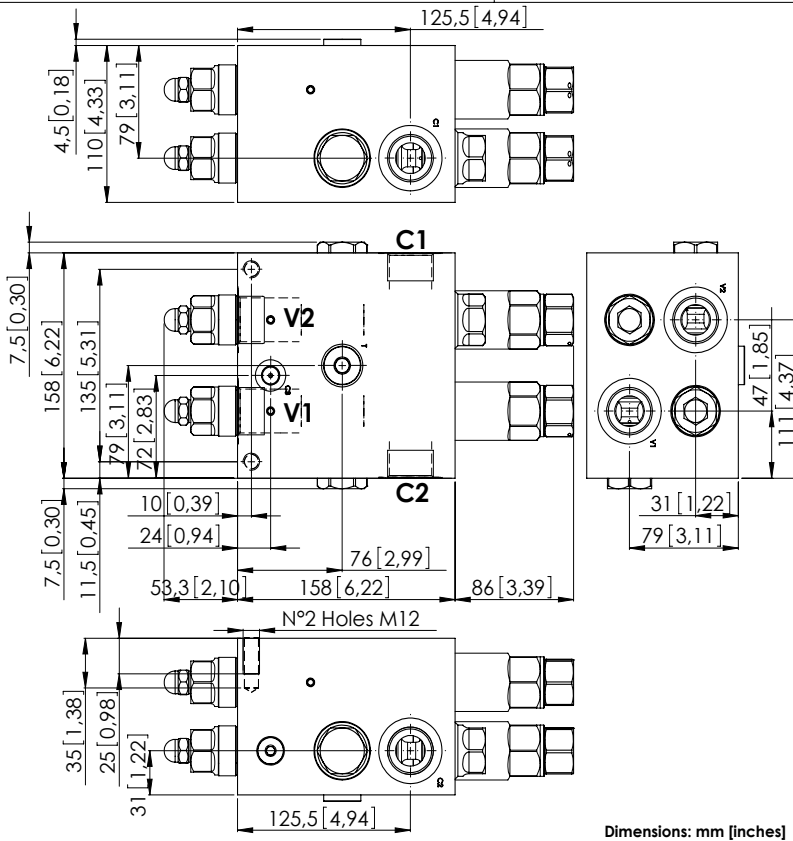 125,5[4,94]
4,5[0,18]
110[4,33]
79[3,11]
C1
7,5[0,30]
158[6,22]
135[5,31]
79[3,11]
72[2,83]
V2
V1
C1
V2
V1
47[1,85]
111[4,37]
31[1,22]
79[3,11]
C2
7,5[0,30]
11,5[0,45]
10[0,39]
24[0,94]
76[2,99]
53,3[2,10]
158[6,22]
86[3,39]
N°2 Holes M12
35[1,38]
25[0,98]
31[1,22]
C2
125,5[4,94]
Dimensions: mm [inches]